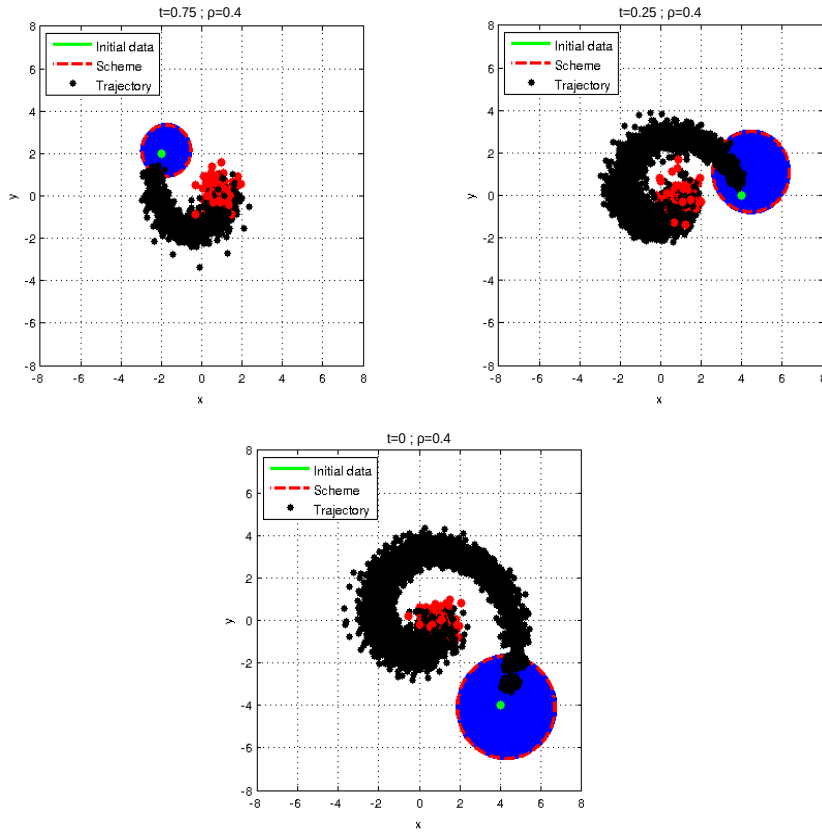 t=0.75 ; ρ=0.4
Initial data
Scheme
Trajectory
8
6
4
2
0
-2
-4
-6
-8
y
-8 -6 -4 -2 0 2 4 6 8
x
t=0.25 ; ρ=0.4
Initial data
Scheme
Trajectory
8
6
4
2
0
-2
-4
-6
-8
y
-8 -6 -4 -2 0 2 4 6 8
x
t=0 ; ρ=0.4
Initial data
Scheme
Trajectory
8
6
4
2
0
-2
-4
-6
-8
y
-8 -6 -4 -2 0 2 4 6 8
x